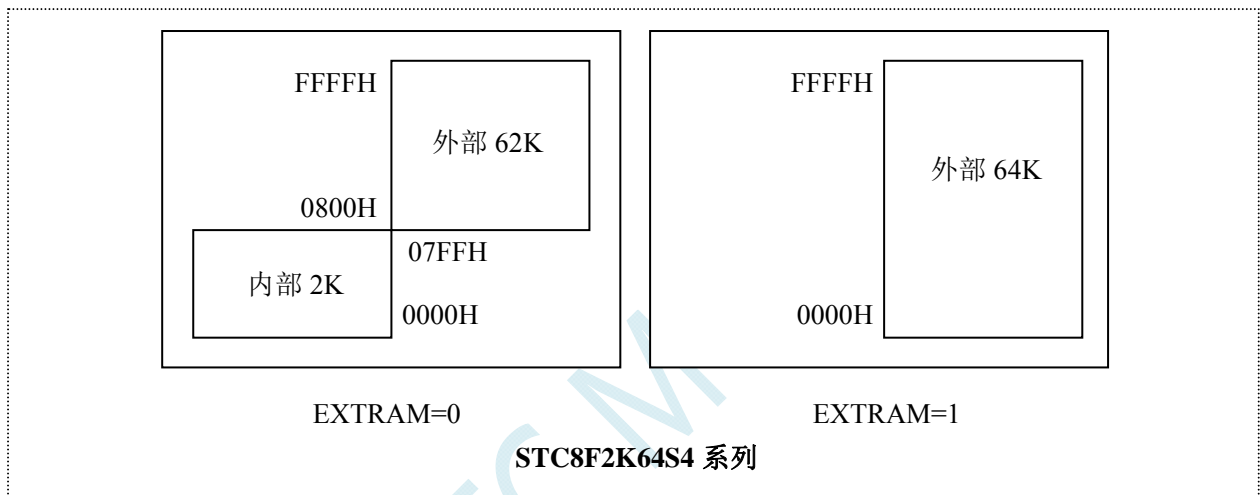 FFFFH
外部 62K
0800H
07FFH
内部 2K
0000H
EXTRAM=0
FFFFH
外部 64K
0000H
EXTRAM=1
STC8F2K64S4 系列